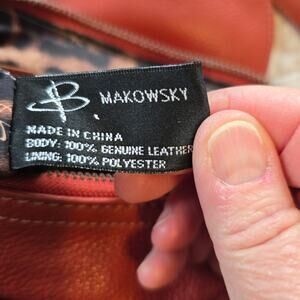 B MAKOWSKY
MADE IN CHINA
BODY: 100% GENUINE LEATHER
LINING: 100% POLYESTER